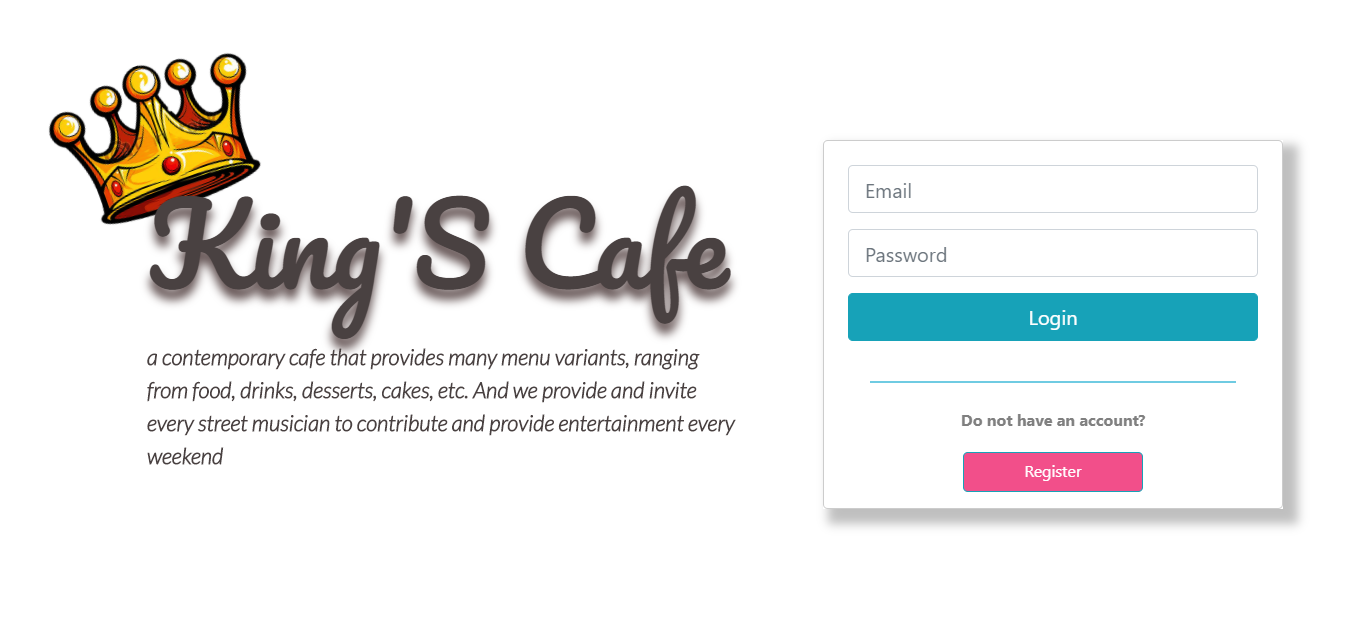 King'S Cafe
a contemporary cafe that provides many menu variants, ranging
from food, drinks, desserts, cakes, etc. And we provide and invite
every street musician to contribute and provide entertainment every
weekend
Email
Password
Login
Do not have an account?
Register